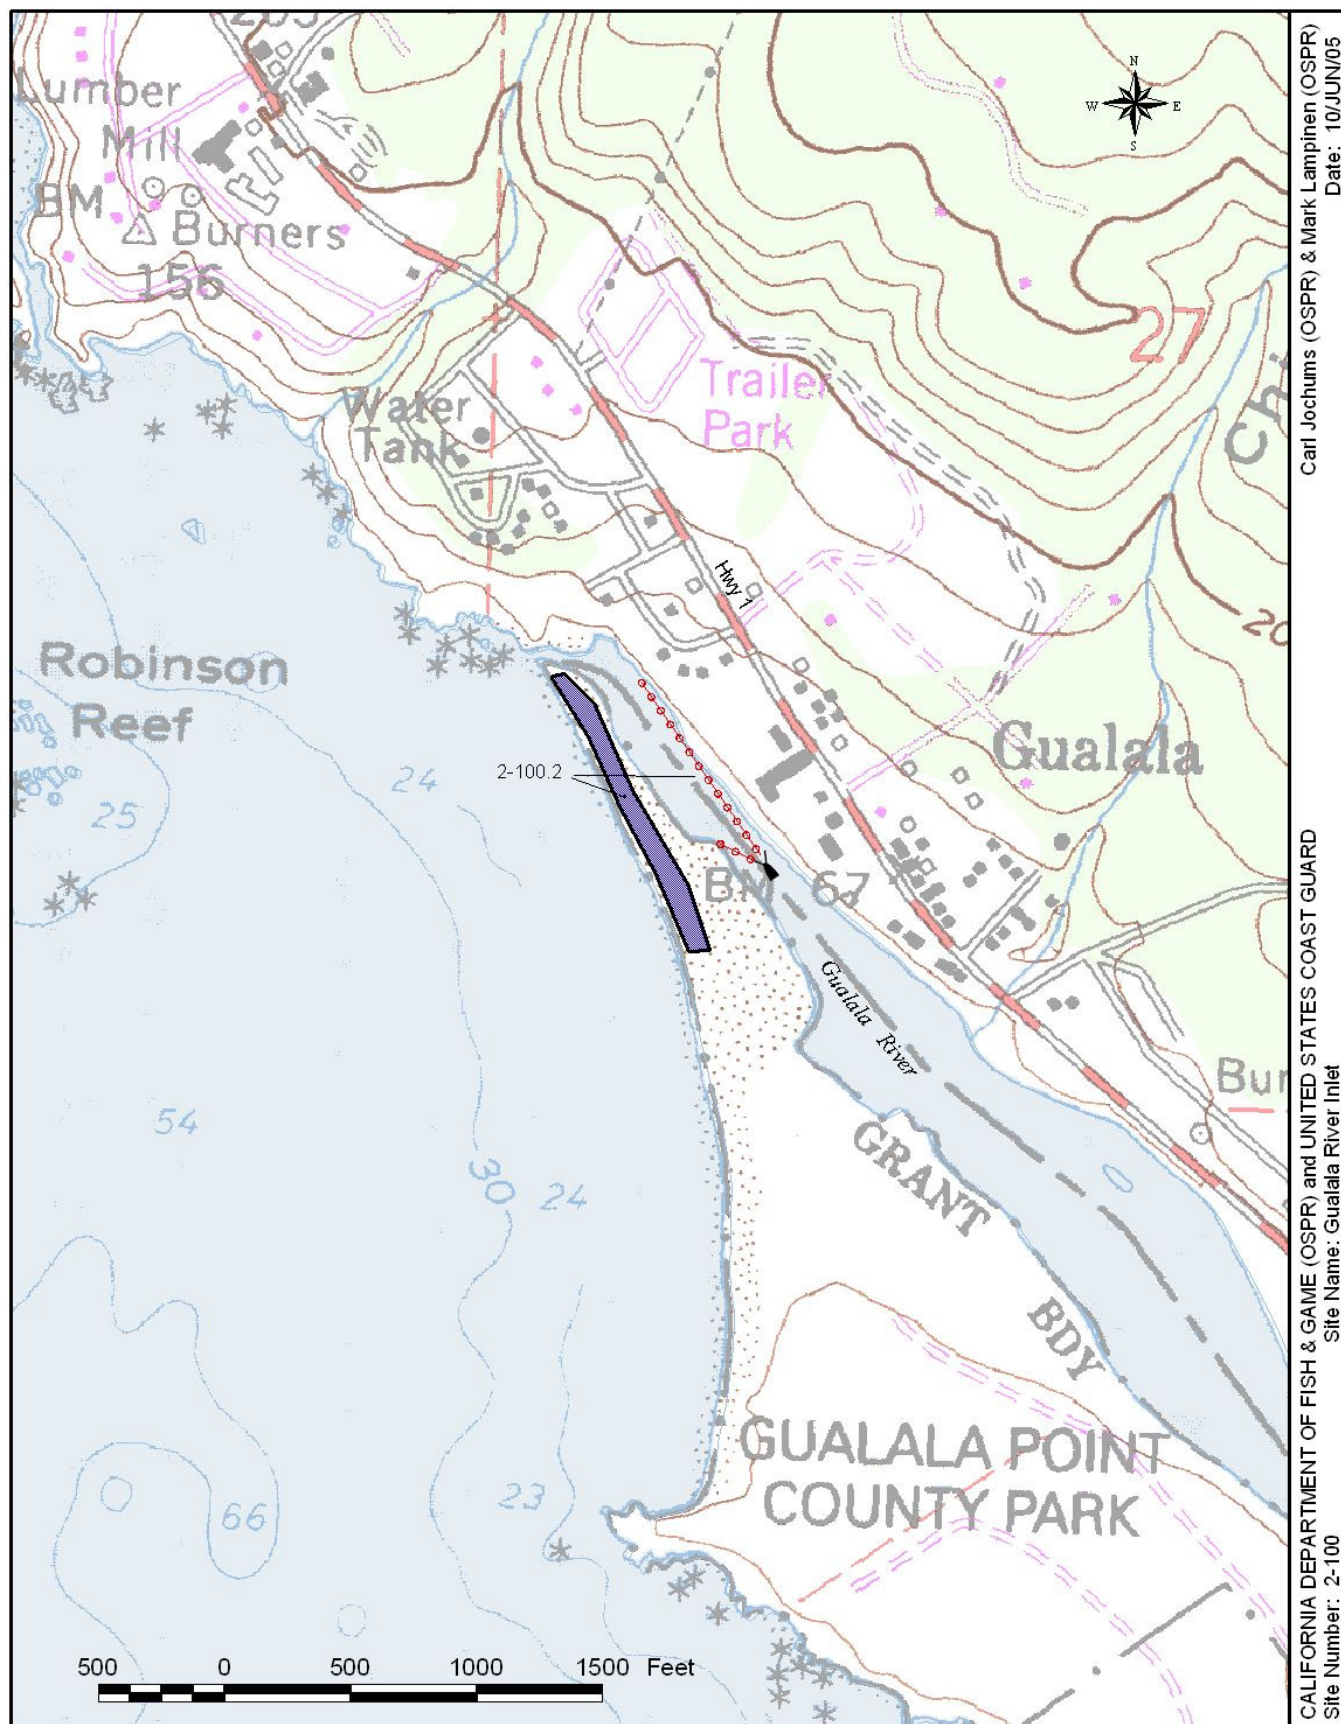 Lumber
Mill
BM
Burners
156
N
W E
S
27
Trailer
Park
Water
Tank
Hwy 1
20
Robinson
Reef
24
25
2-100.2
Gualala
BM 67
Gualala River
Bur
54
30
24
GRANT
BDY
GUALALA POINT
COUNTY PARK
23
66
500 0 500 1000 1500 Feet
CALIFORNIA DEPARTMENT OF FISH & GAME (OSPR) and UNITED STATES COAST GUARD
Carl Jochums (OSPR) & Mark Lampinen (OSPR)
Site Number: 2-100
Site Name: Gualala River Inlet
Date: 10/JUN/05